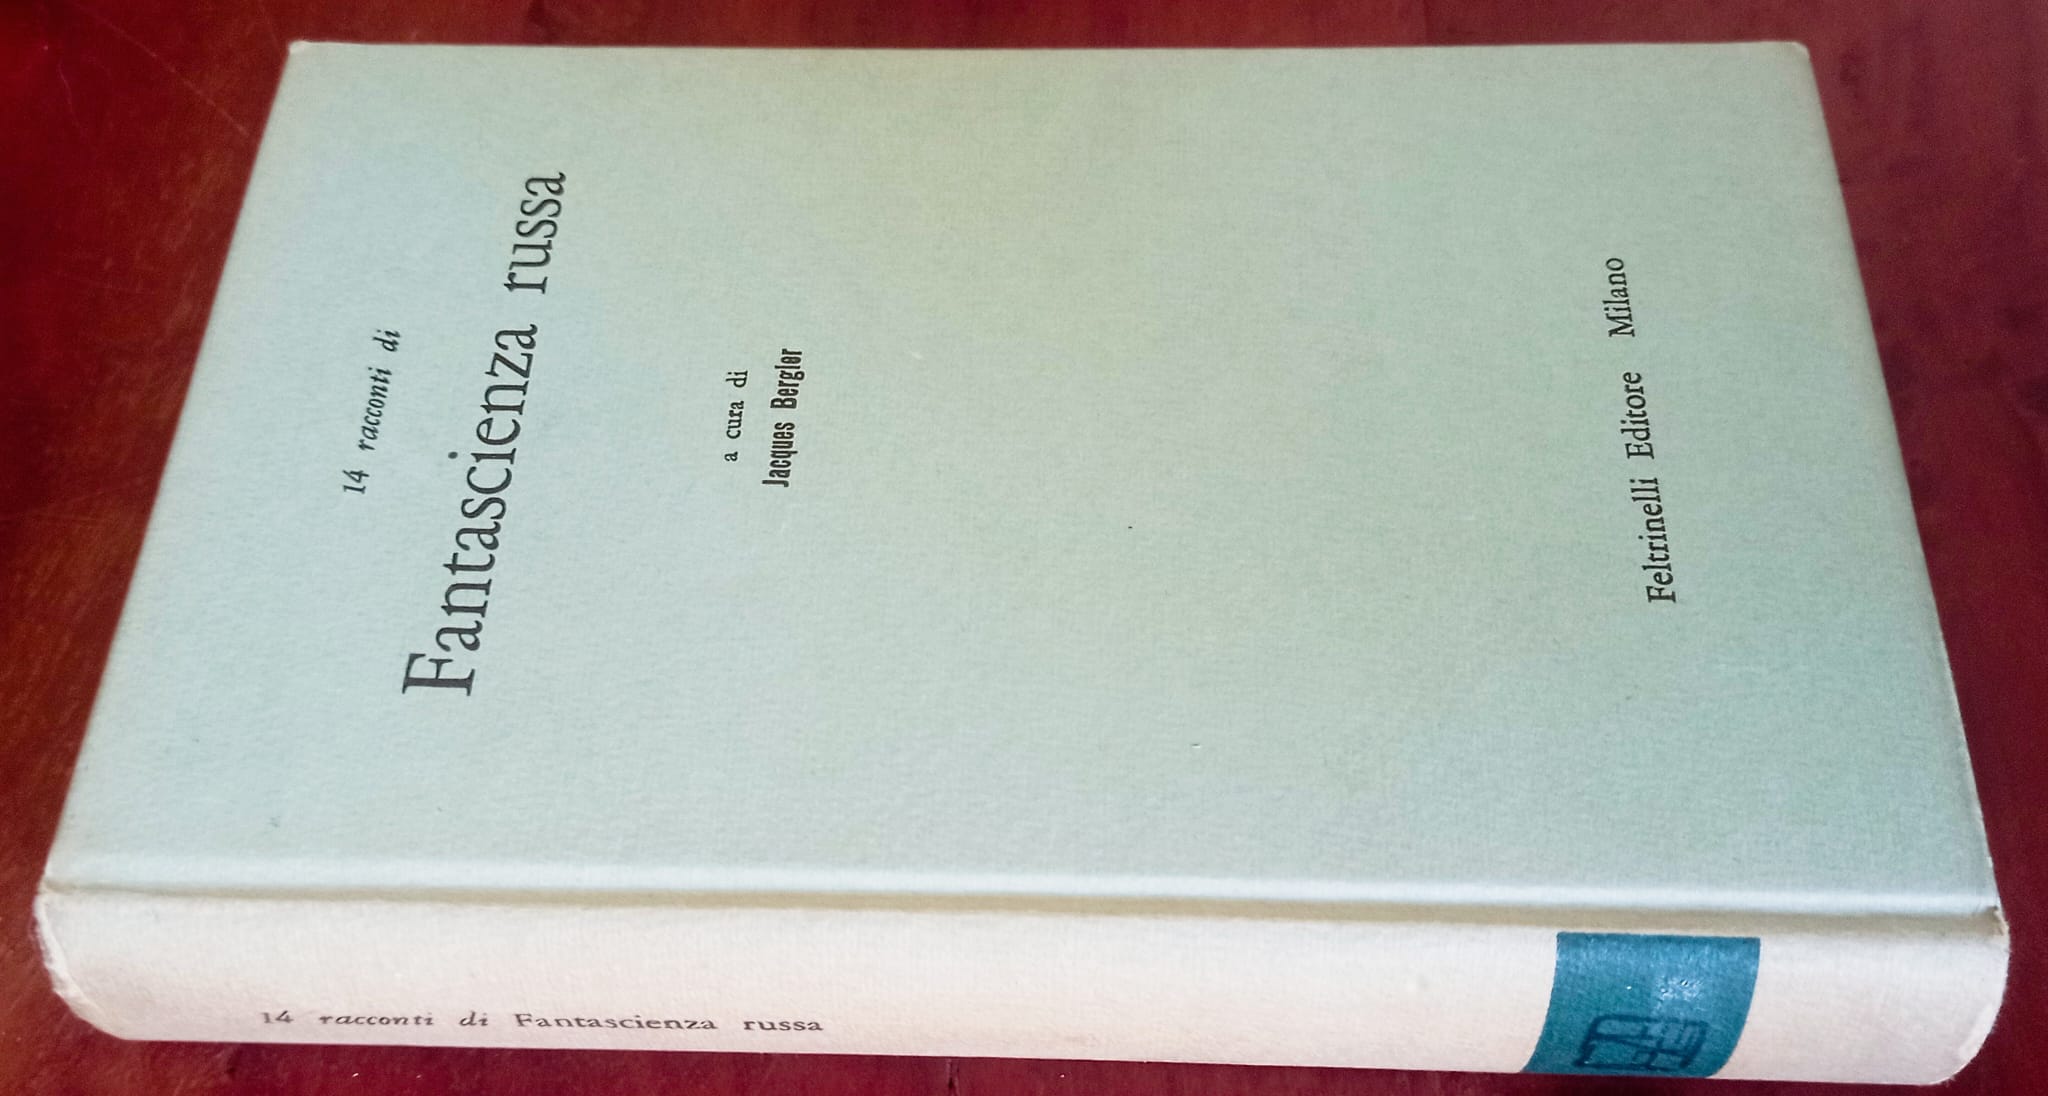 14 racconti di
Fantascienza russa
a cura di
Jacques Bergier
Feltrinelli Editore Milano
14 racconti di Fantascienza russa